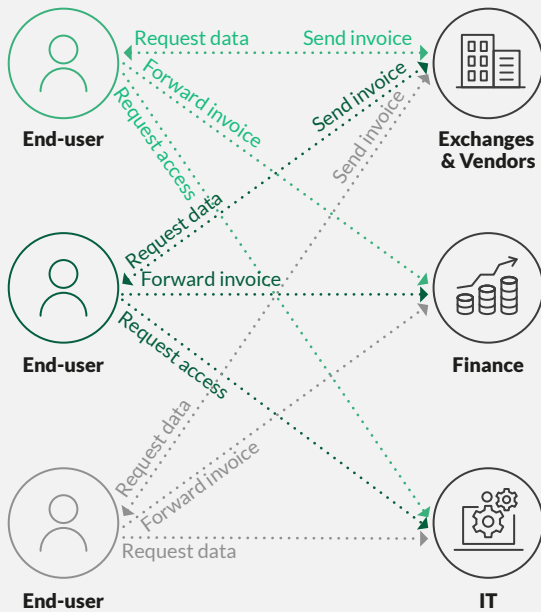 Request data
Send invoice
Forward invoice
Request access
End-user
Exchanges
& Vendors
Send invoice
Send invoice
Request data
Forward invoice
Request access
End-user
Finance
Request data
Forward invoice
Request data
End-user
IT